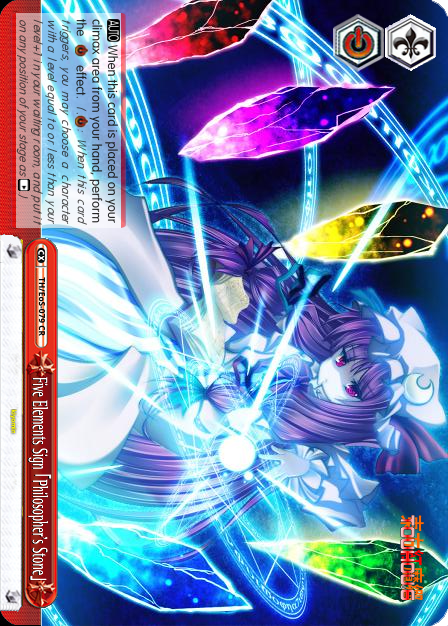 [AUTO] When this card is placed on your
climax area from your hand, perform
the effect. ( : When this card
triggers, you may choose a character
with a level equal to or less than your
level+1 in your waiting room, and put it
on any position of your stage as )
CX
TH/EoS-079 CR
Five Elements Sign「Philosopher's Stone」